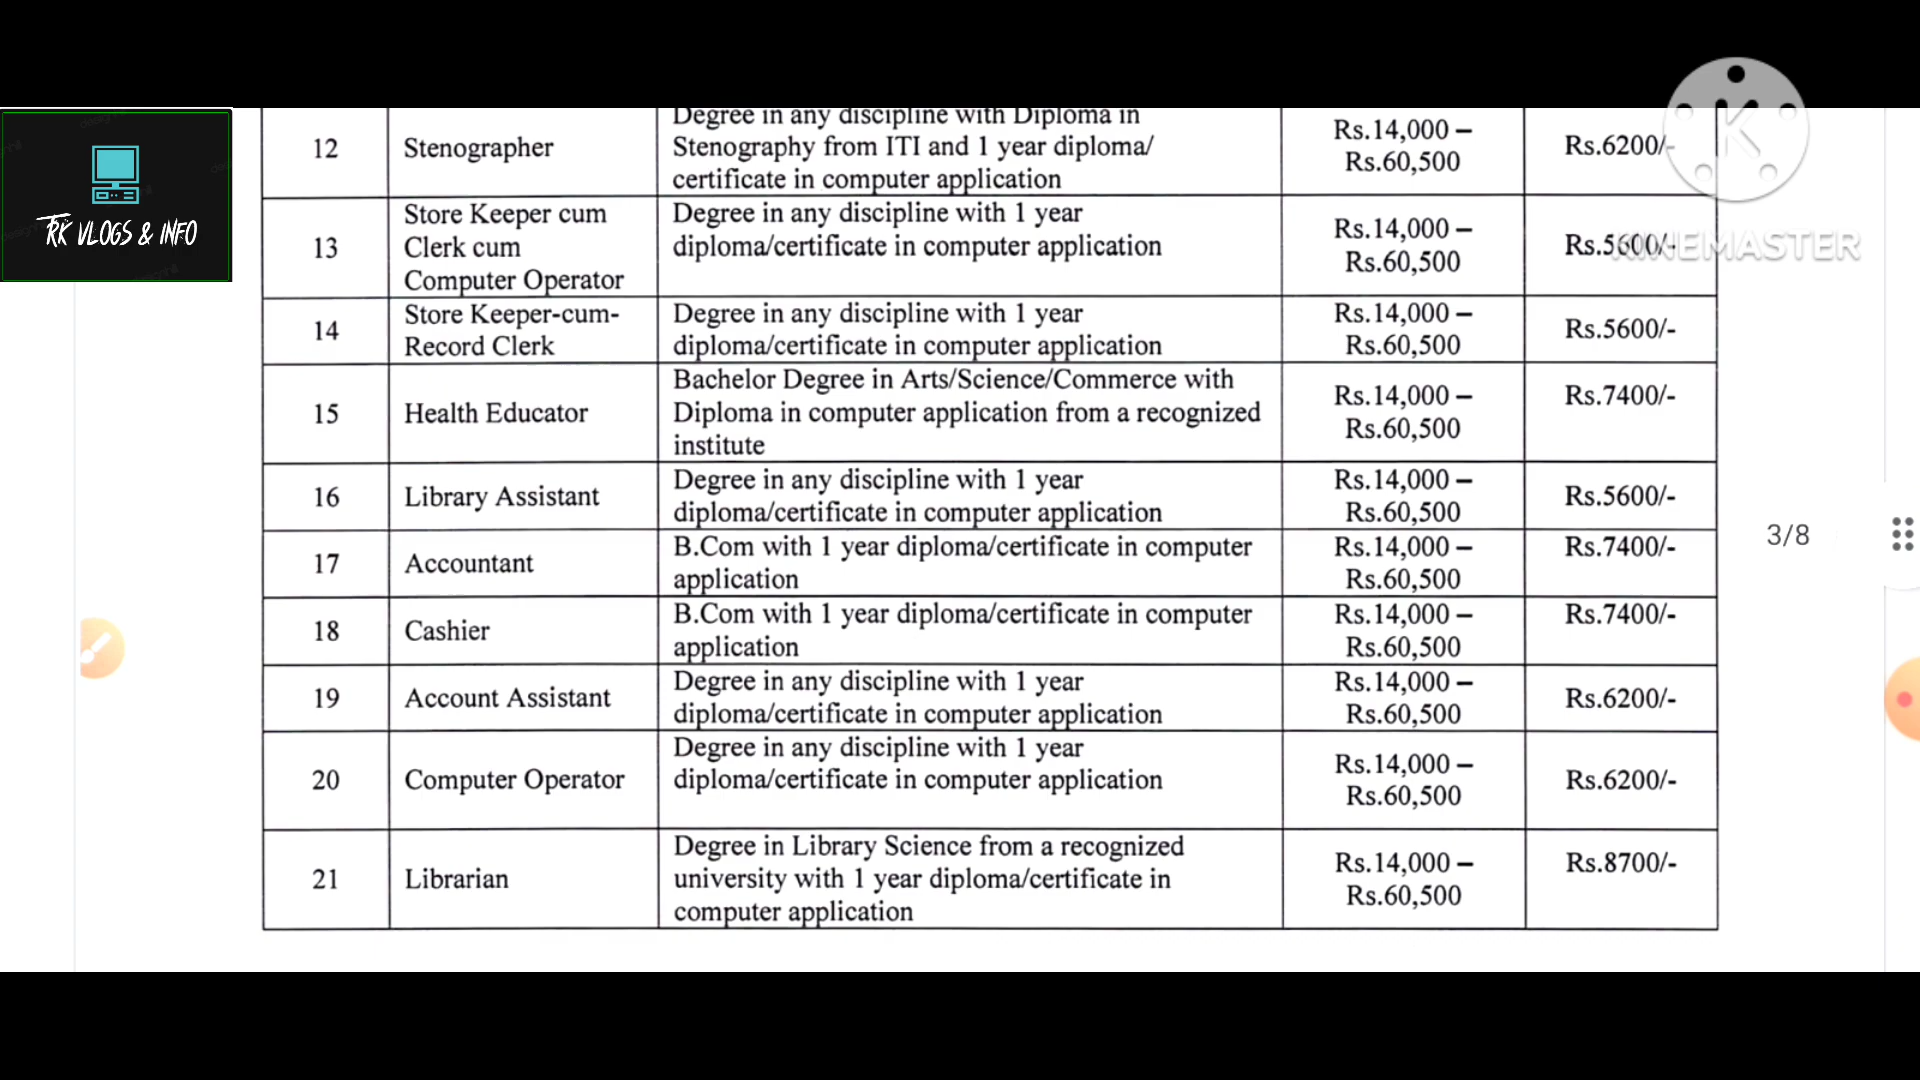 12
Stenographer
Degree in any discipline with Diploma in
Stenography from ITI and 1 year diploma/
certificate in computer application
Rs.14,000 –
Rs.60,500
Rs.6200/-
13
Store Keeper cum
Clerk cum
Computer Operator
Degree in any discipline with 1 year
diploma/certificate in computer application
Rs.14,000 –
Rs.60,500
Rs.5600/-
14
Store Keeper-cum-
Record Clerk
Degree in any discipline with 1 year
diploma/certificate in computer application
Rs.14,000 –
Rs.60,500
Rs.5600/-
15
Health Educator
Bachelor Degree in Arts/Science/Commerce with
Diploma in computer application from a recognized
institute
Rs.14,000 –
Rs.60,500
Rs.7400/-
16
Library Assistant
Degree in any discipline with 1 year
diploma/certificate in computer application
Rs.14,000 –
Rs.60,500
Rs.5600/-
17
Accountant
B.Com with 1 year diploma/certificate in computer
application
Rs.14,000 –
Rs.60,500
Rs.7400/-
18
Cashier
B.Com with 1 year diploma/certificate in computer
application
Rs.14,000 –
Rs.60,500
Rs.7400/-
19
Account Assistant
Degree in any discipline with 1 year
diploma/certificate in computer application
Rs.14,000 –
Rs.60,500
Rs.6200/-
20
Computer Operator
Degree in any discipline with 1 year
diploma/certificate in computer application
Rs.14,000 –
Rs.60,500
Rs.6200/-
21
Librarian
Degree in Library Science from a recognized
university with 1 year diploma/certificate in
computer application
Rs.14,000 –
Rs.60,500
Rs.8700/-
RK VLOGS & INFO
K
KINEMASTER
3/8